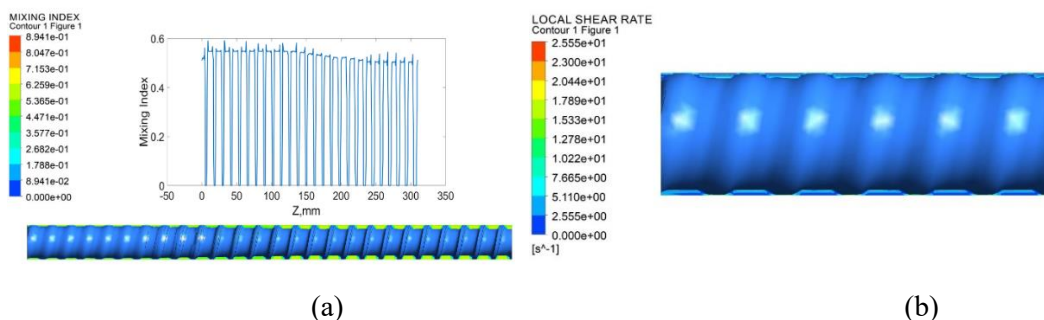 MIXING INDEX
Contour 1 Figure 1
8.941e-01
8.047e-01
7.153e-01
6.259e-01
5.365e-01
4.471e-01
3.577e-01
2.682e-01
1.788e-01
8.941e-02
0.000e+00
0.6
0.4
0.2
0
Mixing Index
-50 0 50 100 150 200 250 300 350
Z,mm
(a)
LOCAL SHEAR RATE
Contour 1 Figure 1
2.555e+01
2.300e+01
2.044e+01
1.789e+01
1.533e+01
1.278e+01
1.022e+01
7.665e+00
5.110e+00
2.555e+00
0.000e+00
[s^-1]
(b)